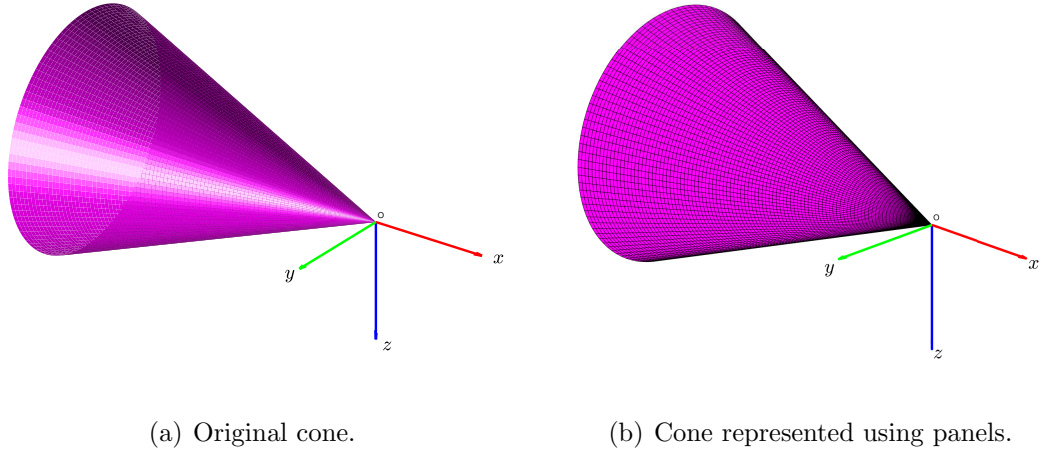 o
x
y
z
o
x
y
z
(a) Original cone.
(b) Cone represented using panels.